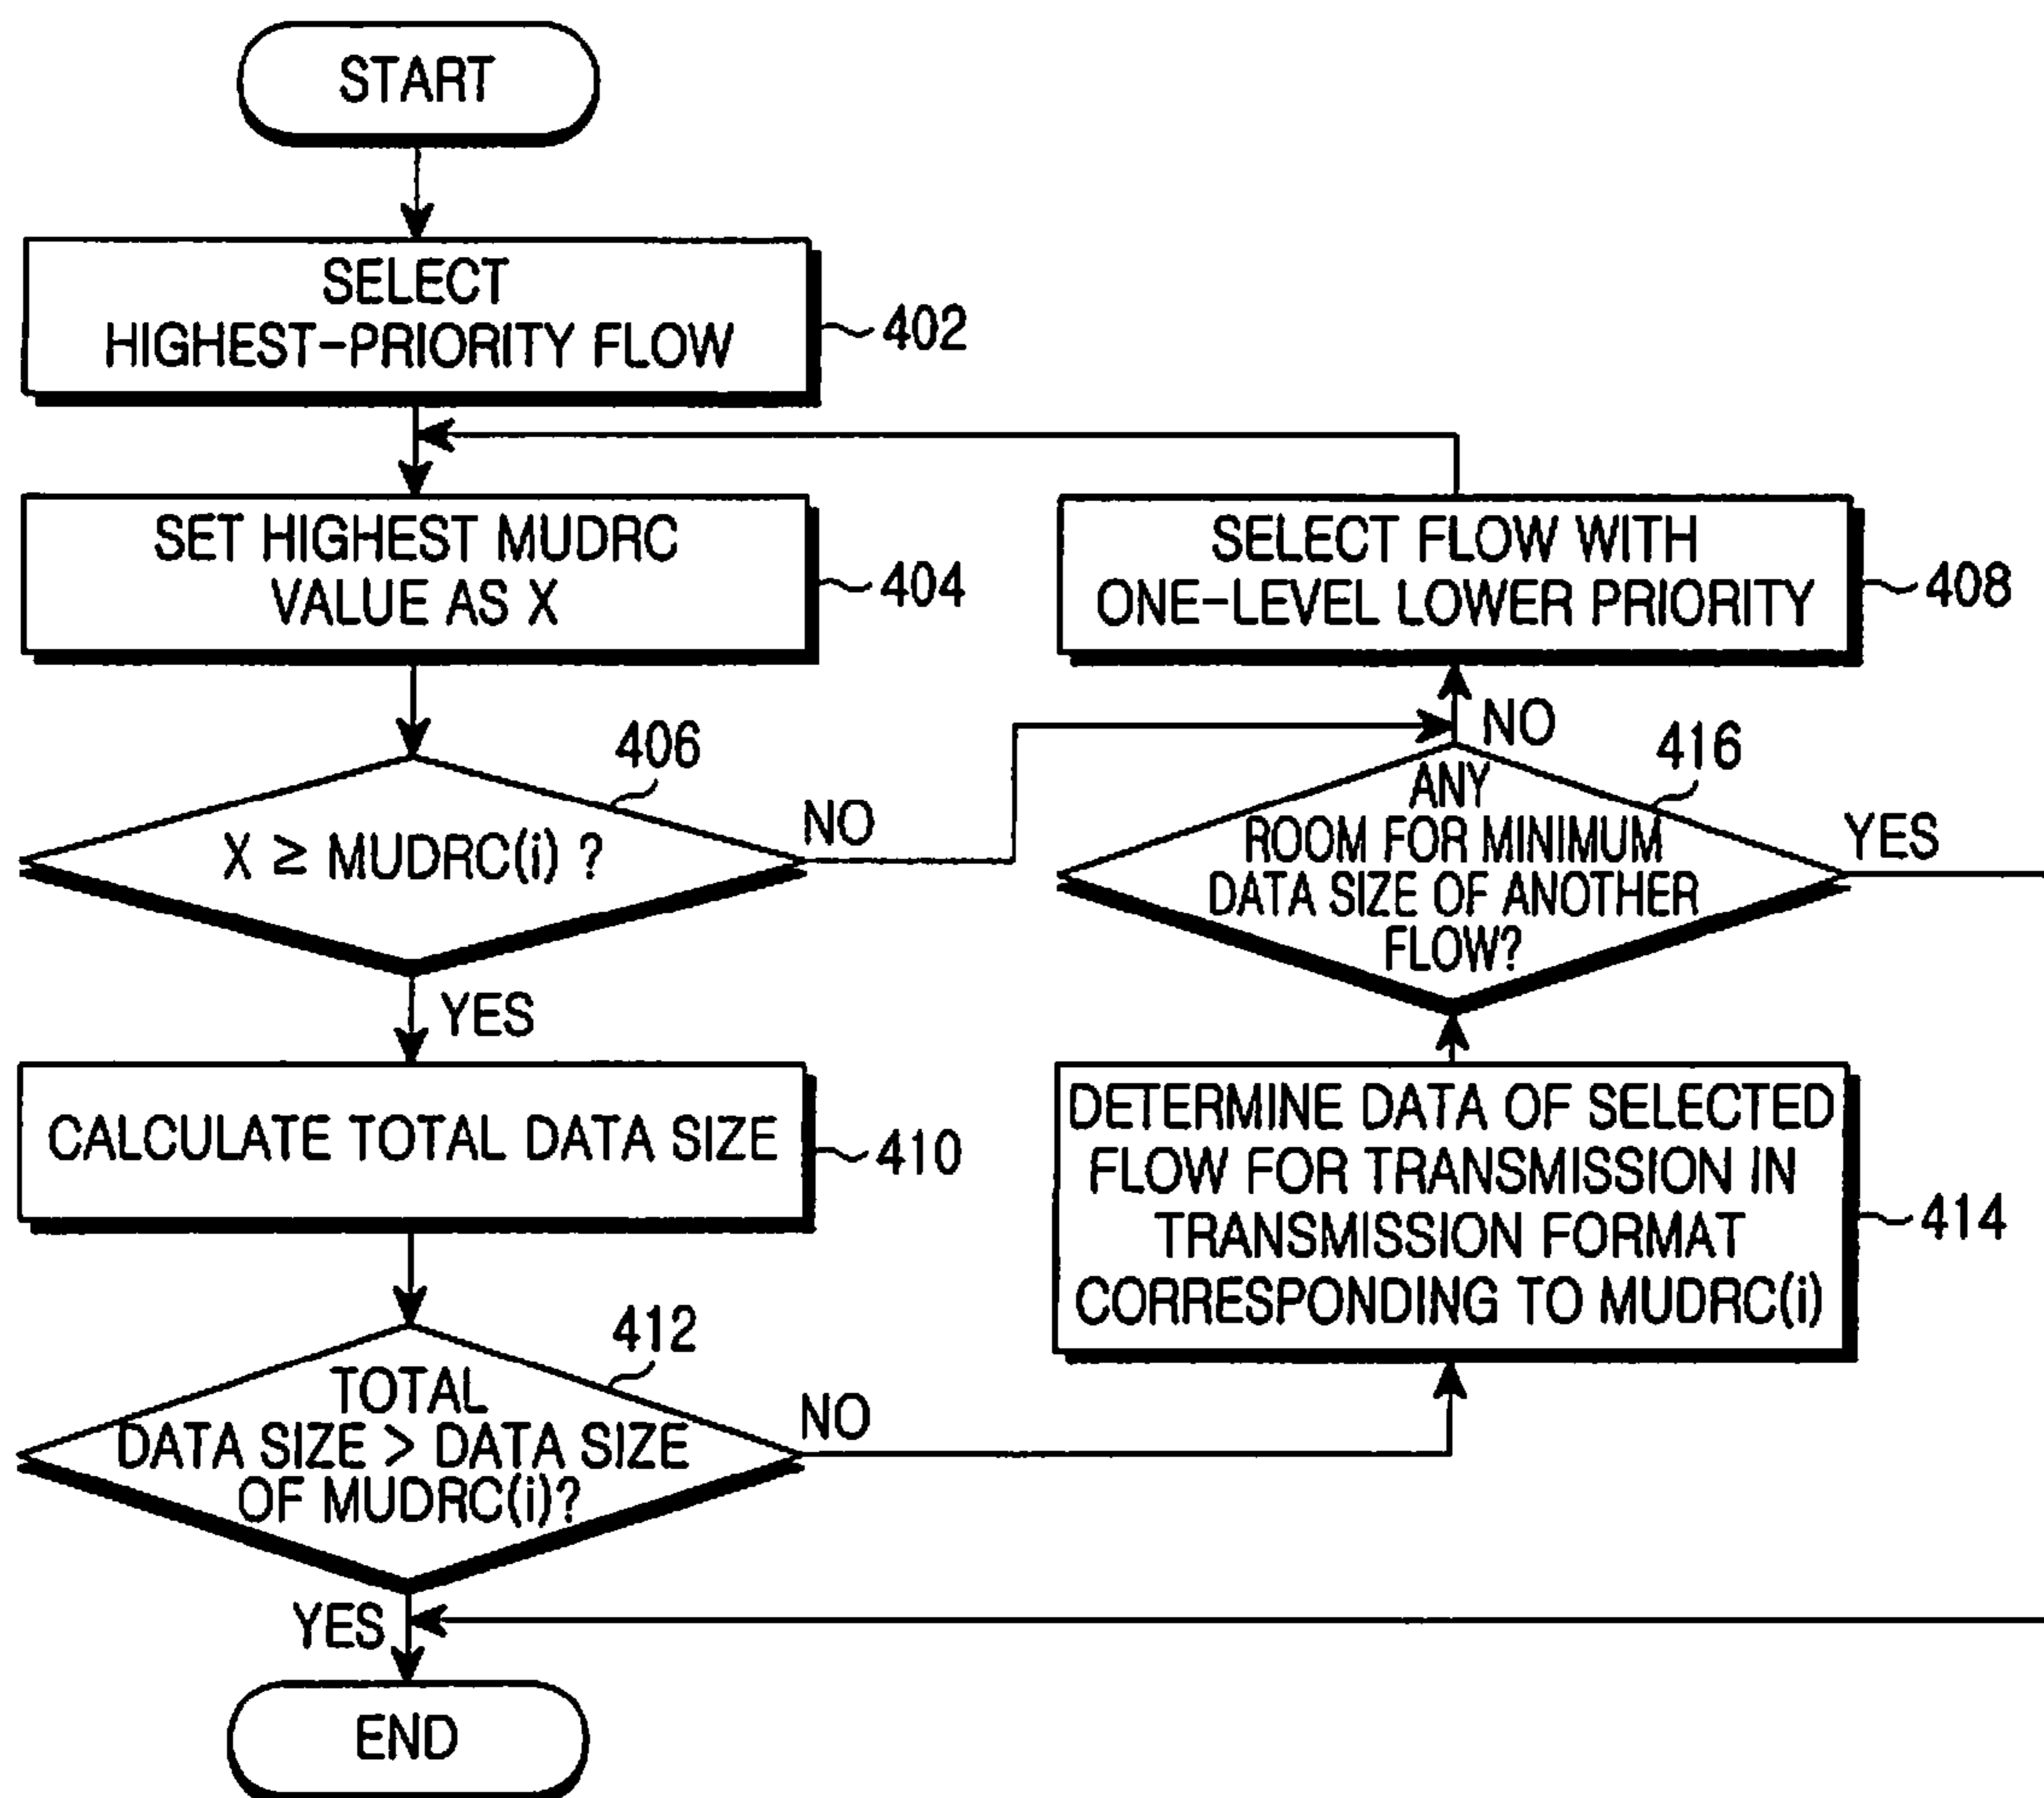 START
SELECT
HIGHEST-PRIORITY FLOW
402
SET HIGHEST MUDRC
VALUE AS X
404
SELECT FLOW WITH
ONE-LEVEL LOWER PRIORITY
408
406
X ≥ MUDRC(i) ?
NO
YES
NO
416
ANY
ROOM FOR MINIMUM
DATA SIZE OF ANOTHER
FLOW?
YES
CALCULATE TOTAL DATA SIZE
410
DETERMINE DATA OF SELECTED
FLOW FOR TRANSMISSION IN
TRANSMISSION FORMAT
CORRESPONDING TO MUDRC(i)
414
412
TOTAL
DATA SIZE > DATA SIZE
OF MUDRC(i)?
NO
YES
END